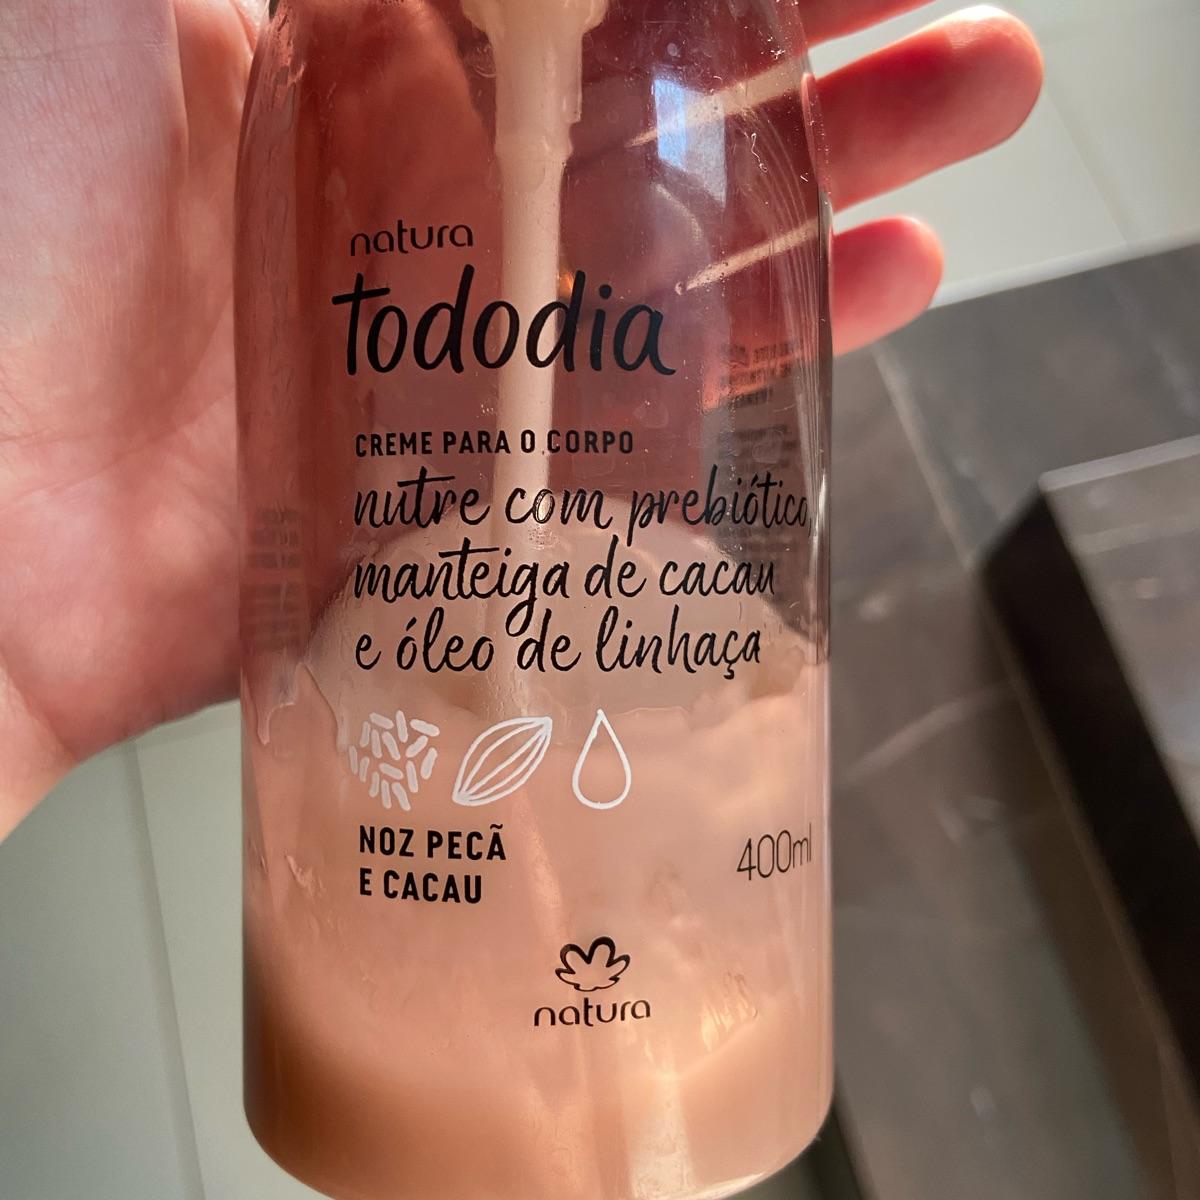 natura
tododia
CREME PARA O CORPO
nutre com prebiótico,
manteiga de cacau
e óleo de linhaça
NOZ PECÃ
E CACAU
400ml
natura